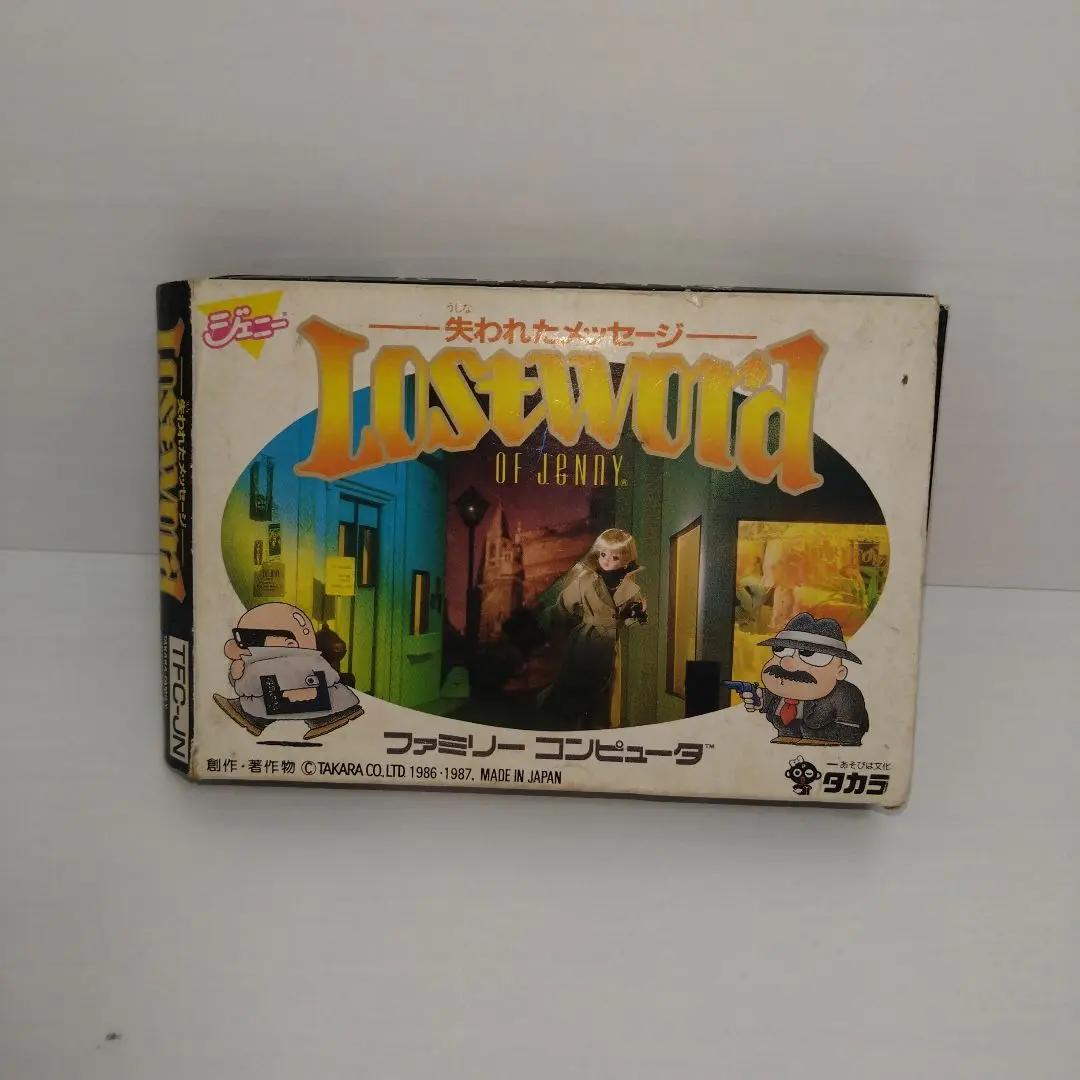 ジェニー
うしな
失われたメッセージ
Lostword
OF JENNY®
ファミリー コンピュータ™
創作・著作物 ©TAKARA CO.LTD. 1986・1987. MADE IN JAPAN
あそびは文化
タカラ
失われたメッセージ
Lostword
TFC-JN